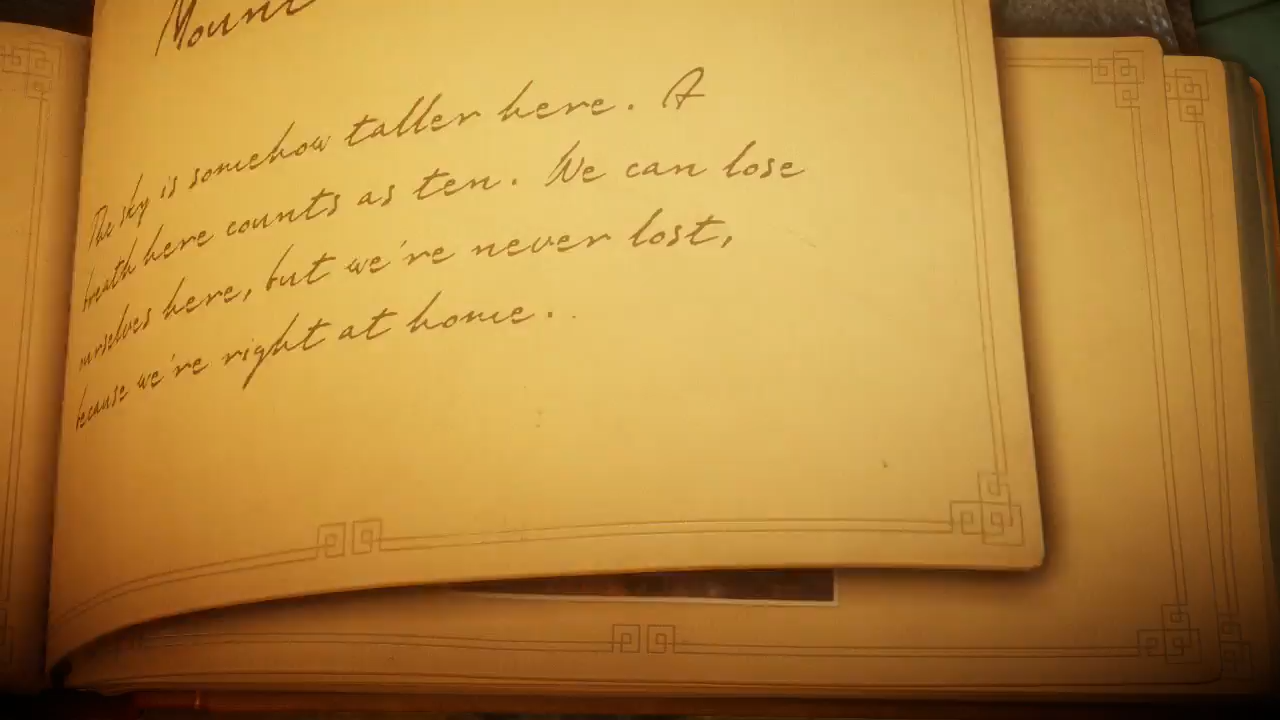 Mount
The sky is somehow taller here. A
breath here counts as ten. We can lose
ourselves here, but we're never lost,
because we're right at home.